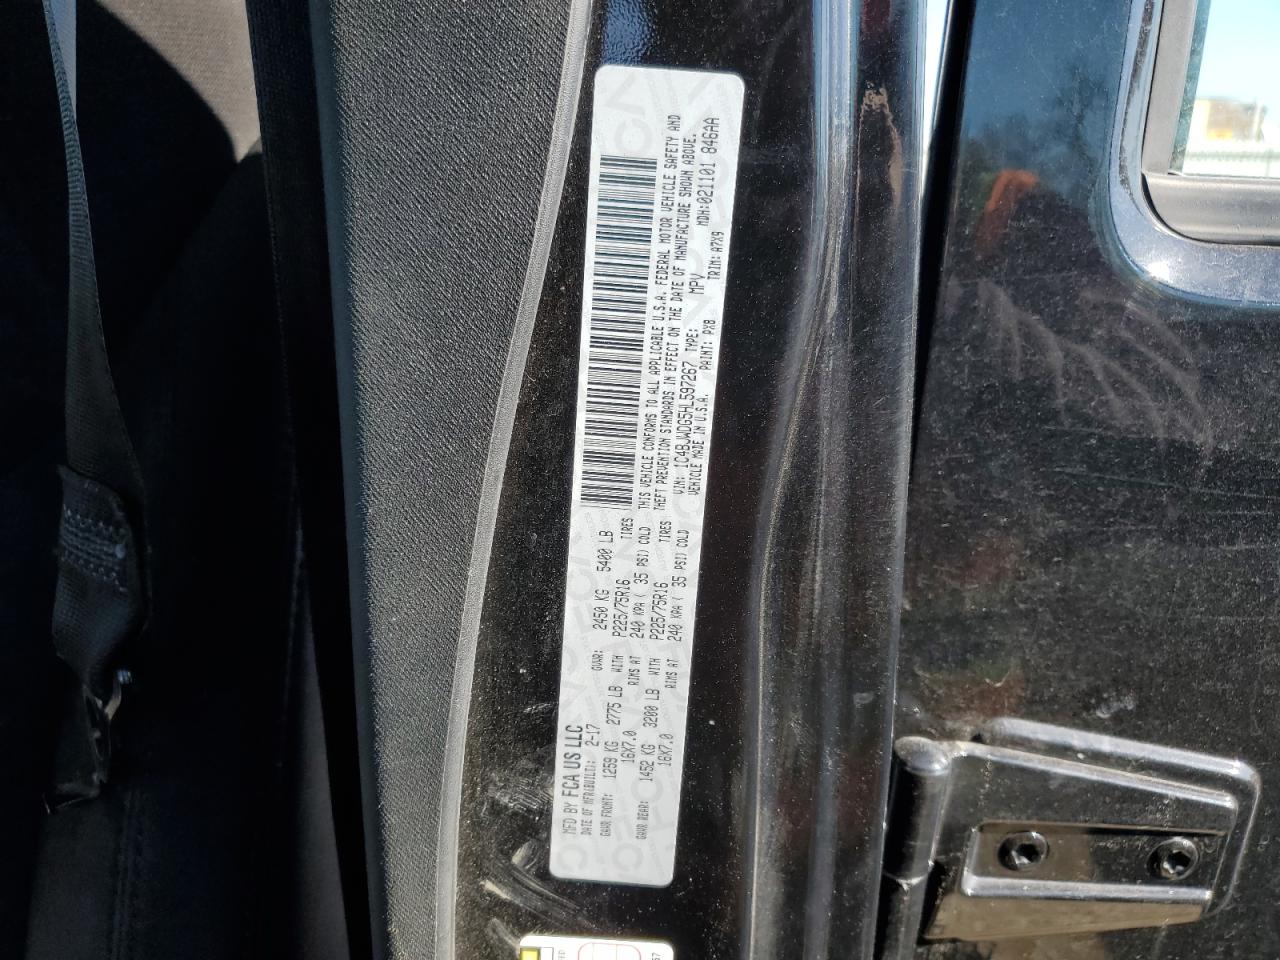 MFD BY FCA US LLC
DATE OF MFR(BUILT): 2-17 GVWR: 2450 KG 5400 LB
GAWR FRONT: 1259 KG 2775 LB WITH P225/75R16 TIRES
16X7.0 RIMS AT 240 KPA ( 35 PSI) COLD
GAWR REAR: 1452 KG 3200 LB WITH P225/75R16 TIRES
16X7.0 RIMS AT 240 KPA ( 35 PSI) COLD
THIS VEHICLE CONFORMS TO ALL APPLICABLE U.S.A. FEDERAL MOTOR VEHICLE SAFETY AND
THEFT PREVENTION STANDARDS IN EFFECT ON THE DATE OF MANUFACTURE SHOWN ABOVE.
VIN: 1C4BJWDG5HL597267 TYPE: MPV MDH:021101 846AA
VEHICLE MADE IN U.S.A. PAINT: PX8 TRIM: A7X9